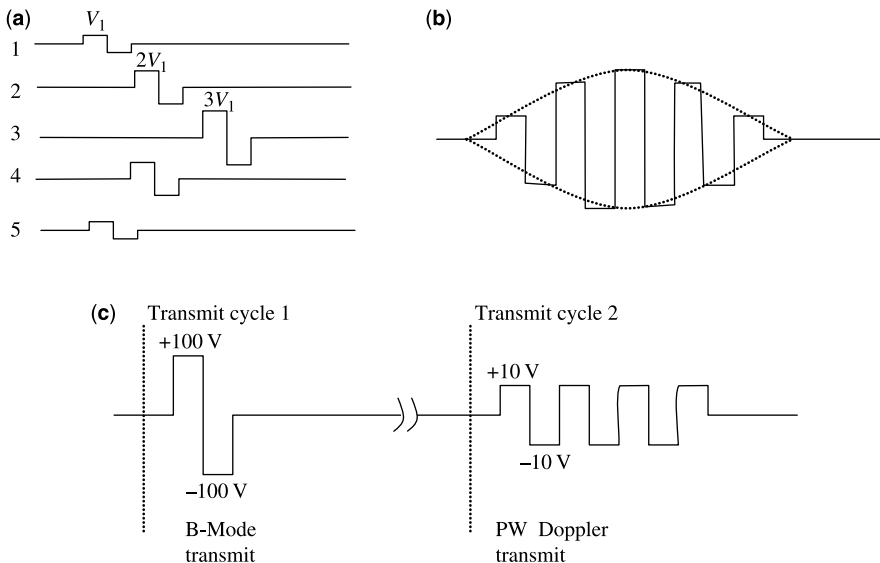 (a)
V1
1
2V1
2
3V1
3
4
5
(b)
(c)
Transmit cycle 1
+100 V
−100 V
B-Mode
transmit
Transmit cycle 2
+10 V
−10 V
PW Doppler
transmit